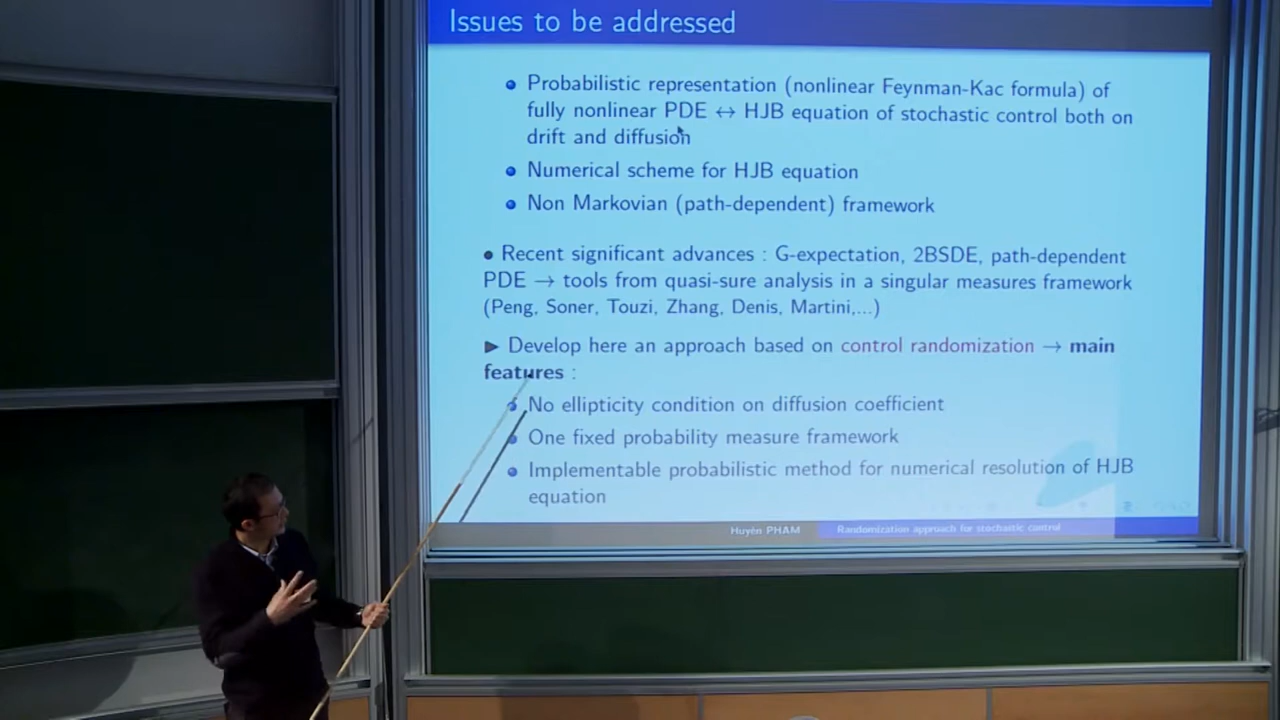 Issues to be addressed
Probabilistic representation (nonlinear Feynman-Kac formula) of
fully nonlinear PDE ↔ HJB equation of stochastic control both on
drift and diffusion
Numerical scheme for HJB equation
Non Markovian (path-dependent) framework
• Recent significant advances : G-expectation, 2BSDE, path-dependent
PDE → tools from quasi-sure analysis in a singular measures framework
(Peng, Soner, Touzi, Zhang, Denis, Martini,...)
► Develop here an approach based on control randomization → main
features :
No ellipticity condition on diffusion coefficient
One fixed probability measure framework
Implementable probabilistic method for numerical resolution of HJB
equation
Huyên PHAM Randomization approach for stochastic control